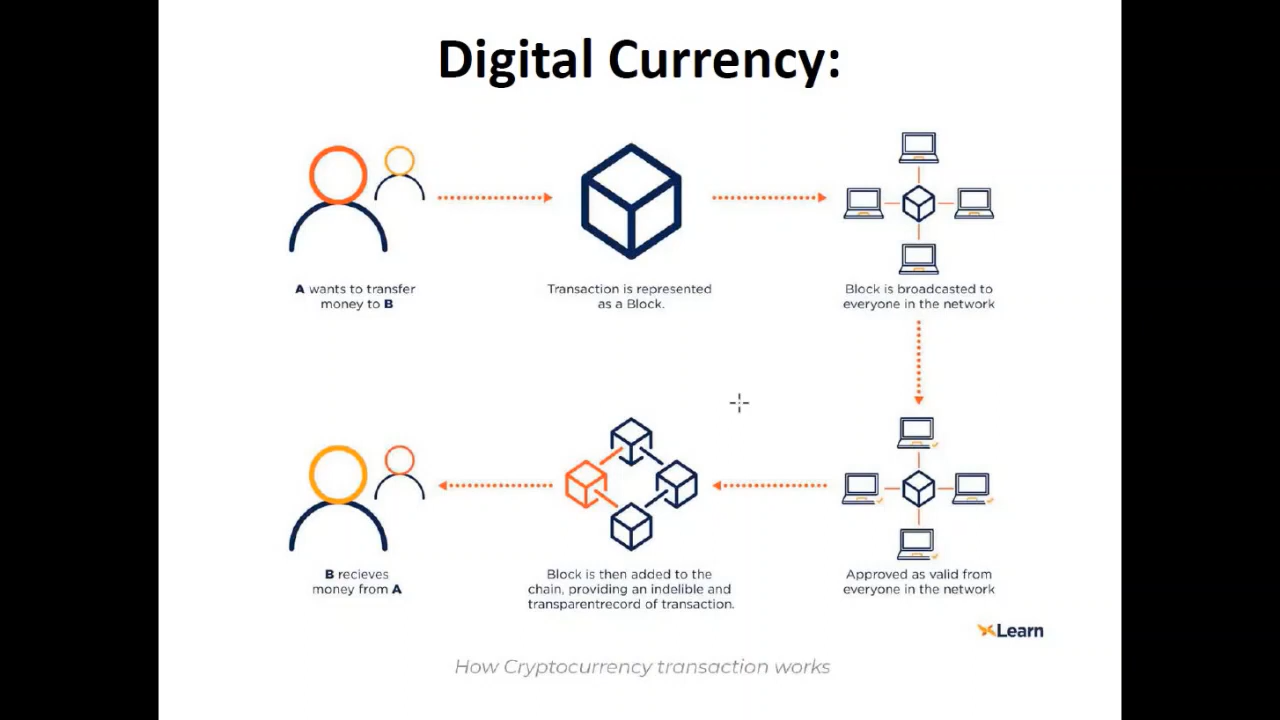 Digital Currency:
A wants to transfer
money to B
Transaction is represented
as a Block.
Block is broadcasted to
everyone in the network
B recieves
money from A
Block is then added to the
chain, providing an indelible and
transparentrecord of transaction.
Approved as valid from
everyone in the network
xLearn
How Cryptocurrency transaction works